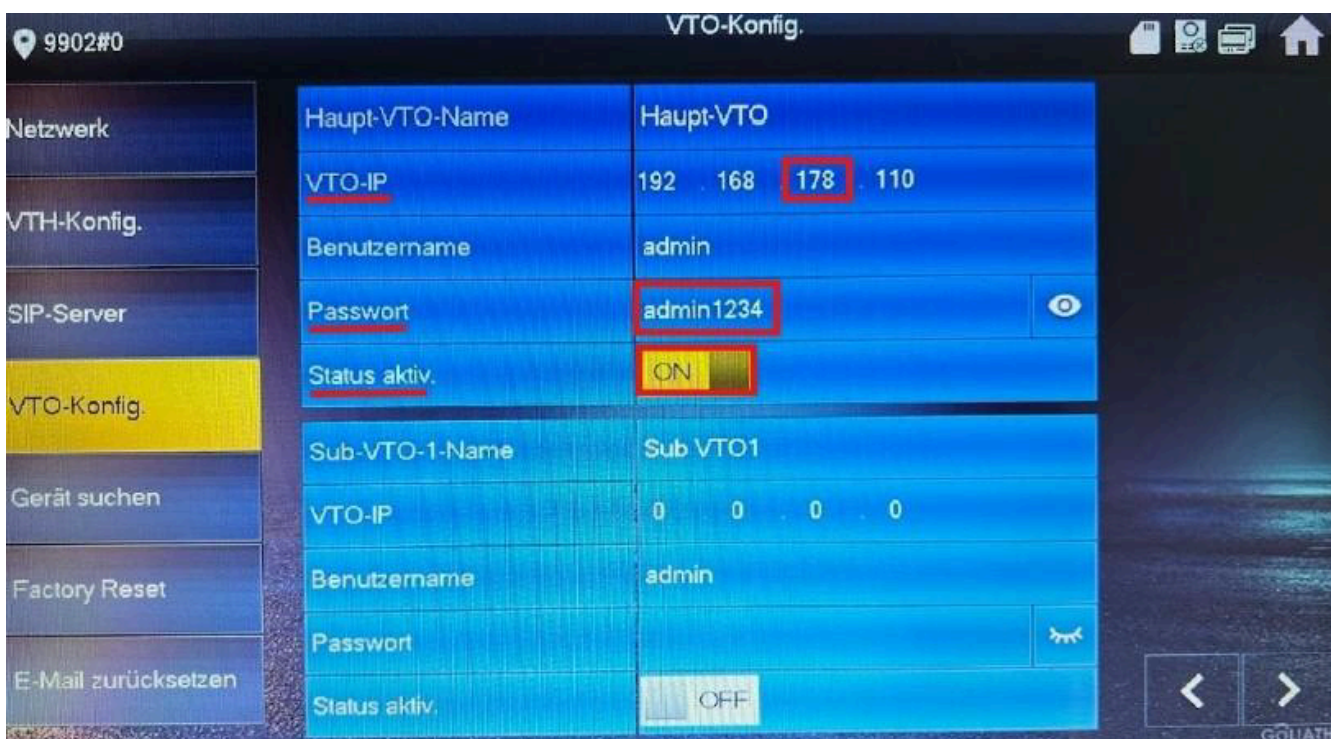 9902#0
VTO-Konfig.
Netzwerk
VTH-Konfig.
SIP-Server
VTO-Konfig.
Gerät suchen
Factory Reset
E-Mail zurücksetzen
Haupt-VTO-Name Haupt-VTO
VTO-IP 192 . 168 . 178 . 110
Benutzername admin
Passwort admin1234
Status aktiv. ON
Sub-VTO-1-Name Sub VTO1
VTO-IP 0 . 0 . 0 . 0
Benutzername admin
Passwort
Status aktiv. OFF
GOLIATH